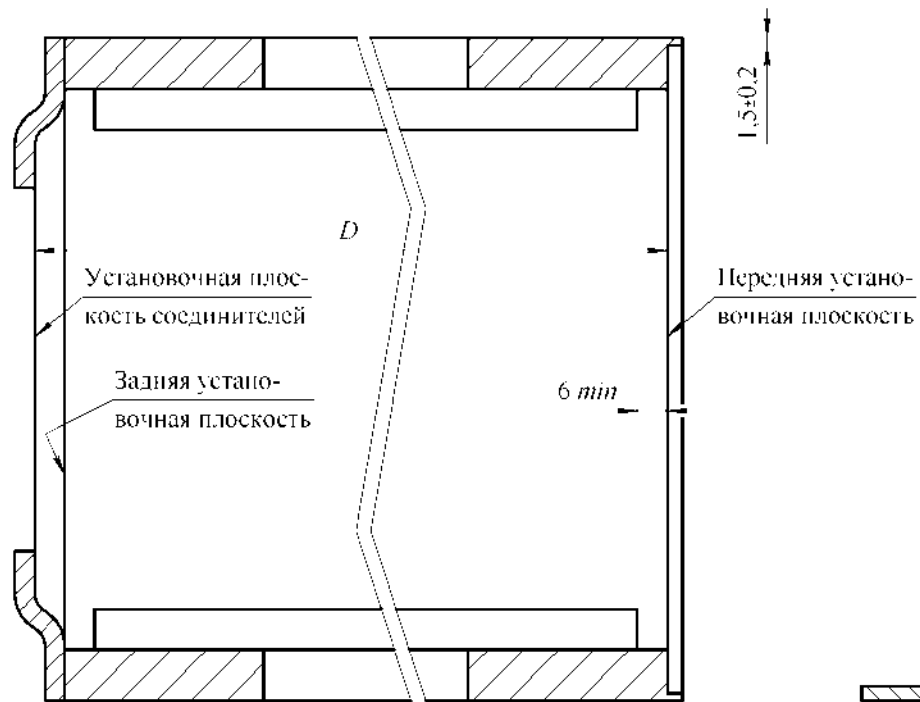 1,5±0,2
D
Установочная плос-
кость соединителей
Передняя устано-
вочная плоскость
Задняя устано-
вочная плоскость
6 min